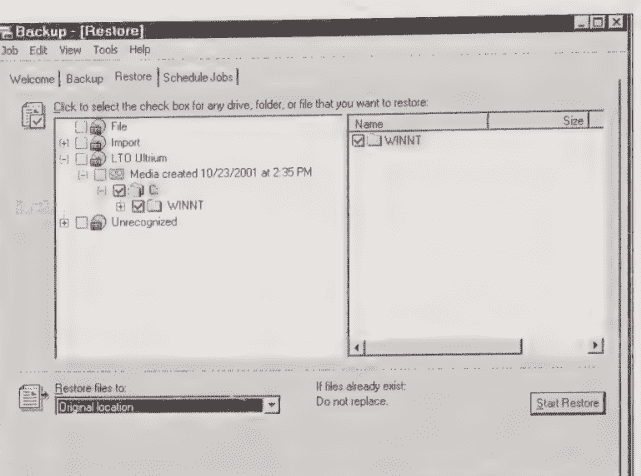 Backup - [Restore]
Job Edit View Tools Help
Welcome Backup Restore Schedule Jobs
Click to select the check box for any drive, folder, or file that you want to restore:
File
Import
LTO Ultrium
Media created 10/23/2001 at 2:35 PM
C:
WINNT
Unrecognized
Name Size
WINNT
Restore files to:
Original location
If files already exist:
Do not replace.
Start Restore